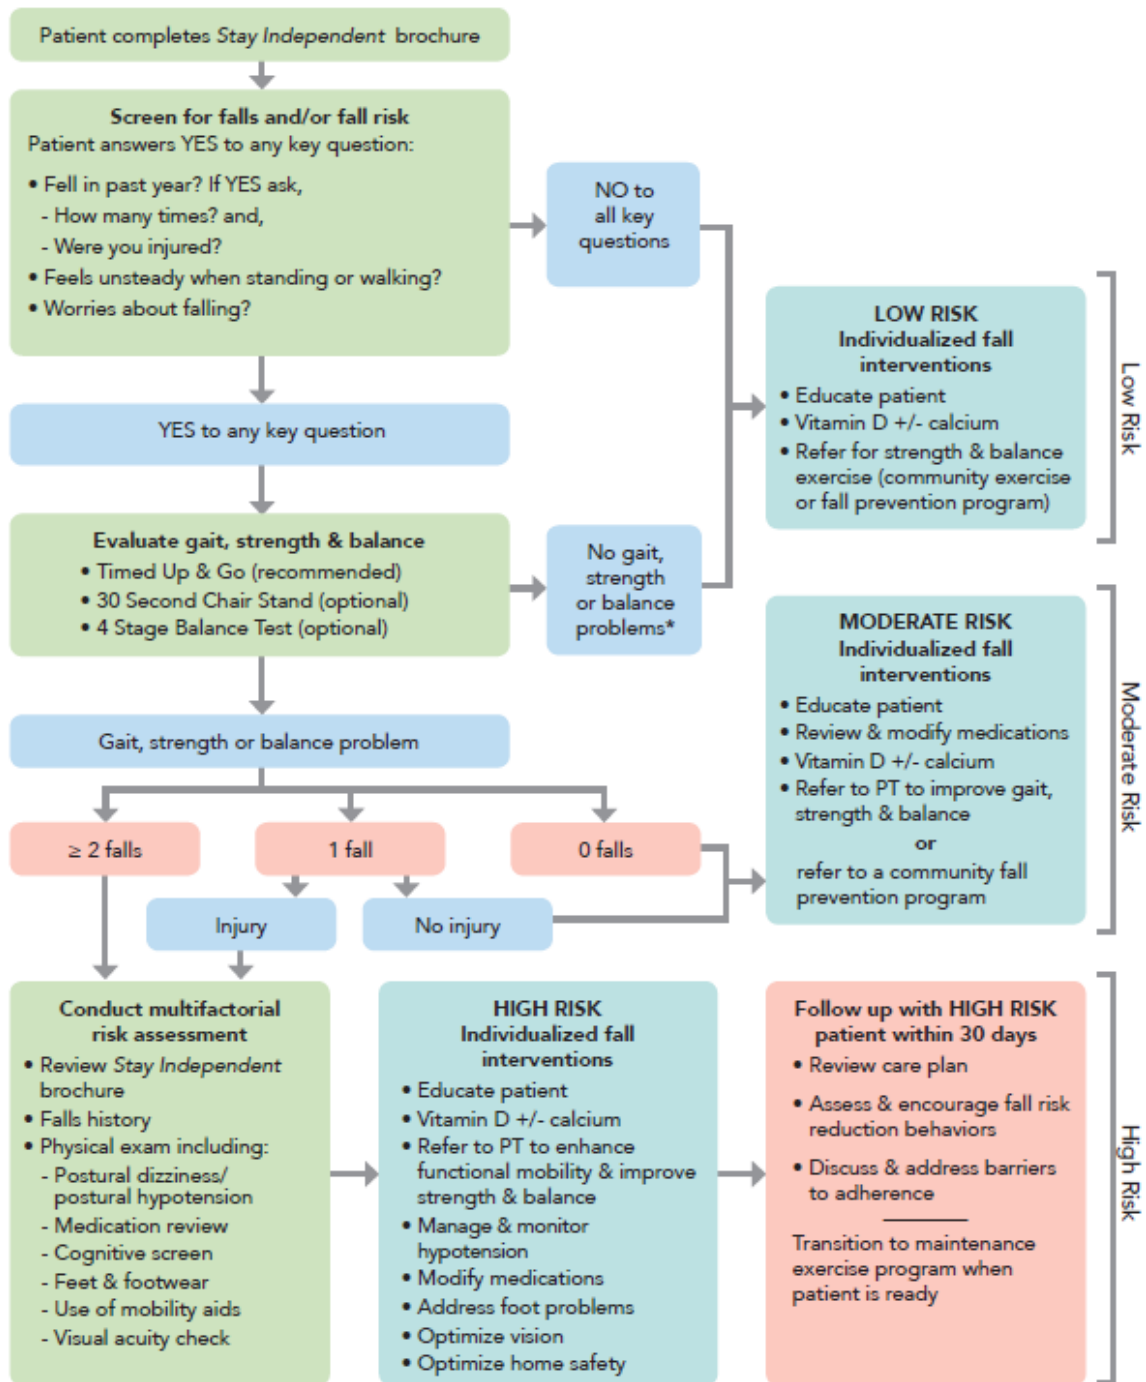 Patient completes Stay Independent brochure
Screen for falls and/or fall risk
Patient answers YES to any key question:
• Fell in past year? If YES ask,
- How many times? and,
- Were you injured?
• Feels unsteady when standing or walking?
• Worries about falling?
NO to
all key
questions
YES to any key question
Evaluate gait, strength & balance
• Timed Up & Go (recommended)
• 30 Second Chair Stand (optional)
• 4 Stage Balance Test (optional)
No gait,
strength
or balance
problems*
LOW RISK
Individualized fall
interventions
• Educate patient
• Vitamin D +/- calcium
• Refer for strength & balance
exercise (community exercise
or fall prevention program)
Low Risk
Gait, strength or balance problem
≥ 2 falls
1 fall
0 falls
Injury
No injury
MODERATE RISK
Individualized fall
interventions
• Educate patient
• Review & modify medications
• Vitamin D +/- calcium
• Refer to PT to improve gait,
strength & balance
or
refer to a community fall
prevention program
Moderate Risk
Conduct multifactorial
risk assessment
• Review Stay Independent
brochure
• Falls history
• Physical exam including:
- Postural dizziness/
postural hypotension
- Medication review
- Cognitive screen
- Feet & footwear
- Use of mobility aids
- Visual acuity check
HIGH RISK
Individualized fall
interventions
• Educate patient
• Vitamin D +/- calcium
• Refer to PT to enhance
functional mobility & improve
strength & balance
• Manage & monitor
hypotension
• Modify medications
• Address foot problems
• Optimize vision
• Optimize home safety
Follow up with HIGH RISK
patient within 30 days
• Review care plan
• Assess & encourage fall risk
reduction behaviors
• Discuss & address barriers
to adherence
Transition to maintenance
exercise program when
patient is ready
High Risk